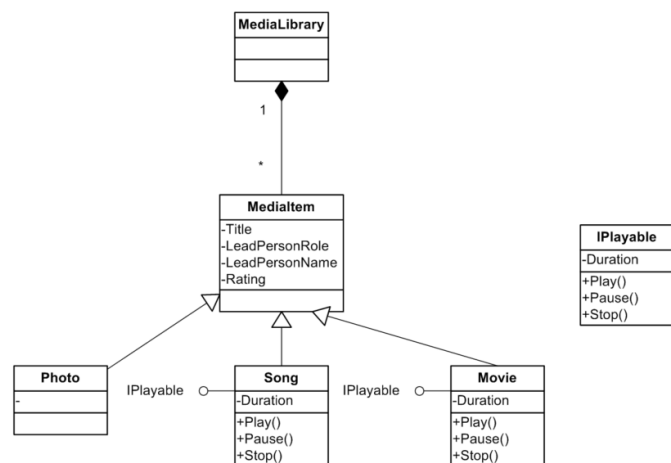 MediaLibrary
1
*
MediaItem
-Title
-LeadPersonRole
-LeadPersonName
-Rating
IPlayable
-Duration
+Play()
+Pause()
+Stop()
Photo
-
IPlayable
Song
-Duration
+Play()
+Pause()
+Stop()
IPlayable
Movie
-Duration
+Play()
+Pause()
+Stop()